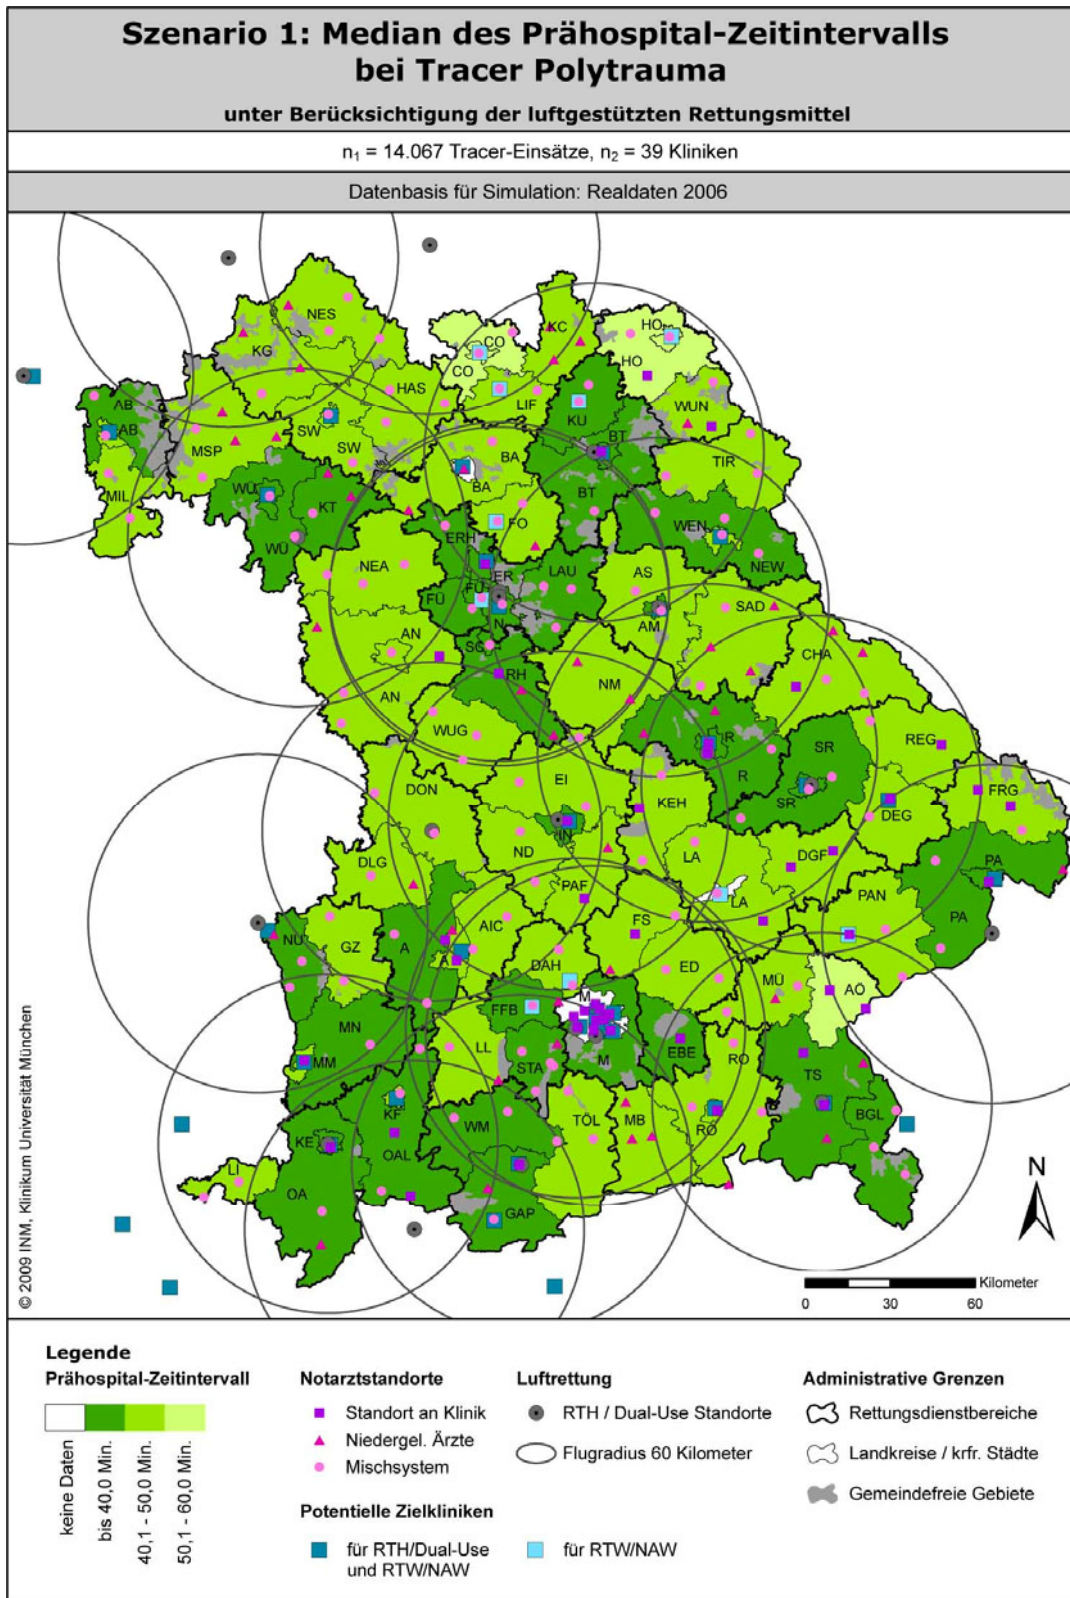 Szenario 1: Median des Prähospital-Zeitintervalls
bei Tracer Polytrauma
unter Berücksichtigung der luftgestützten Rettungsmittel
n₁ = 14.067 Tracer-Einsätze, n₂ = 39 Kliniken
Datenbasis für Simulation: Realdaten 2006
NES
KG
CO
CO
KC
HO
HO
HAS
LIF
KU
WUN
AB
AB
MSP
SW
SW
BA
BA
BT
BT
TIR
MIL
WÜ
WÜ
KT
FO
WEN
NEW
ERH
ER
NEA
FÜ
FÜ
LAU
AS
N
AM
SAD
AN
AN
SC
RH
NM
CHA
WUG
R
R
SR
SR
REG
DON
EI
KEH
DEG
FRG
IN
ND
LA
LA
DGF
PA
PA
DLG
PAF
PAN
NU
GZ
A
A
AIC
FS
DAH
ED
MÜ
AÖ
FFB
M
M
MN
MM
LL
STA
EBE
RO
RO
TS
BGL
KF
WM
TÖL
MB
KE
OAL
LI
OA
GAP
N
Kilometer
0 30 60
© 2009 INM, Klinikum Universität München
Legende
Prähospital-Zeitintervall
keine Daten
bis 40,0 Min.
40,1 - 50,0 Min.
50,1 - 60,0 Min.
Notarztstandorte
Standort an Klinik
Niedergel. Ärzte
Mischsystem
Luftrettung
RTH / Dual-Use Standorte
Flugradius 60 Kilometer
Administrative Grenzen
Rettungsdienstbereiche
Landkreise / krfr. Städte
Gemeindefreie Gebiete
Potentielle Zielkliniken
für RTH/Dual-Use
und RTW/NAW
für RTW/NAW